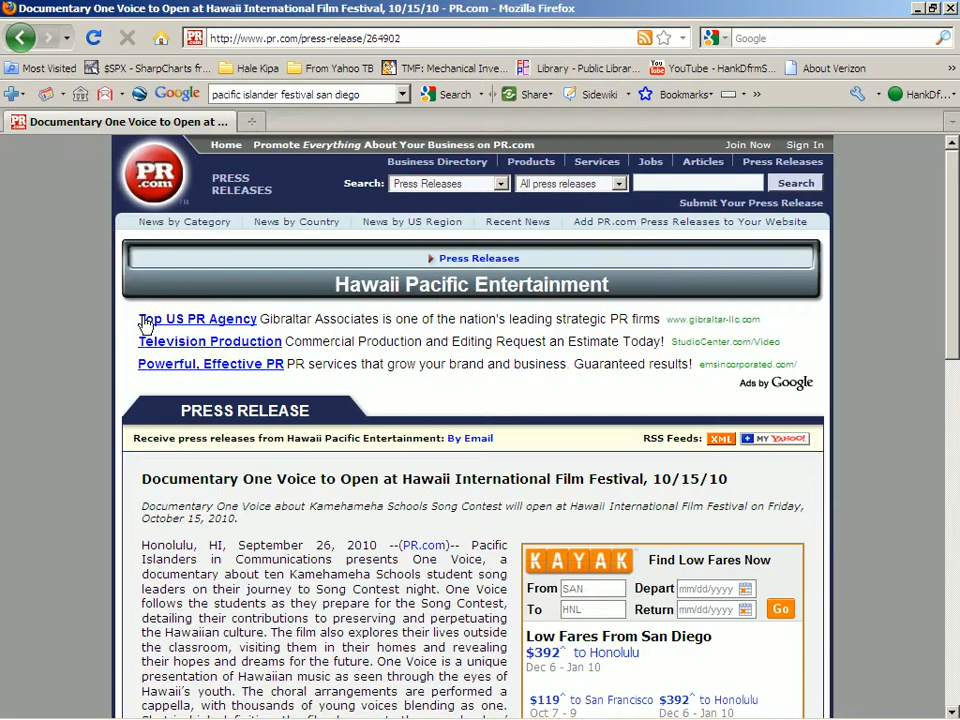 Documentary One Voice to Open at Hawaii International Film Festival, 10/15/10 - PR.com - Mozilla Firefox
http://www.pr.com/press-release/264902
Google
Most Visited $SPX - SharpCharts fr... Hale Kipa From Yahoo TB TMF: Mechanical Inve... Library - Public Librar... YouTube - HankDfrmS... About Verizon »
Google pacific islander festival san diego Search Share Sidewiki Bookmarks » HankDf...
Documentary One Voice to Open at ...
Home Promote Everything About Your Business on PR.com Join Now Sign In
PR .com TM
PRESS RELEASES
Business Directory Products Services Jobs Articles Press Releases
Search: Press Releases All press releases Search
Submit Your Press Release
News by Category News by Country News by US Region Recent News Add PR.com Press Releases to Your Website
Press Releases
Hawaii Pacific Entertainment
Top US PR Agency Gibraltar Associates is one of the nation's leading strategic PR firms www.gibraltar-llc.com
Television Production Commercial Production and Editing Request an Estimate Today! StudioCenter.com/Video
Powerful, Effective PR PR services that grow your brand and business. Guaranteed results! emsincorporated.com/
Ads by Google
PRESS RELEASE
Receive press releases from Hawaii Pacific Entertainment: By Email RSS Feeds: XML + MY YAHOO!
Documentary One Voice to Open at Hawaii International Film Festival, 10/15/10
Documentary One Voice about Kamehameha Schools Song Contest will open at Hawaii International Film Festival on Friday,
October 15, 2010.
Honolulu, HI, September 26, 2010 --(PR.com)-- Pacific
Islanders in Communications presents One Voice, a
documentary about ten Kamehameha Schools student song
leaders on their journey to Song Contest night. One Voice
follows the students as they prepare for the Song Contest,
detailing their contributions to preserving and perpetuating
the Hawaiian culture. The film also explores their lives outside
the classroom, visiting them in their homes and revealing
their hopes and dreams for the future. One Voice is a unique
presentation of Hawaiian music as seen through the eyes of
Hawaii's youth. The choral arrangements are performed a
cappella, with thousands of young voices blending as one.
KAYAK Find Low Fares Now
From SAN Depart mm/dd/yyyy
To HNL Return mm/dd/yyyy Go
Low Fares From San Diego
$392^ to Honolulu
Dec 6 - Jan 10
$119^ to San Francisco $392^ to Honolulu
Oct 7 - 9 Dec 6 - Jan 10